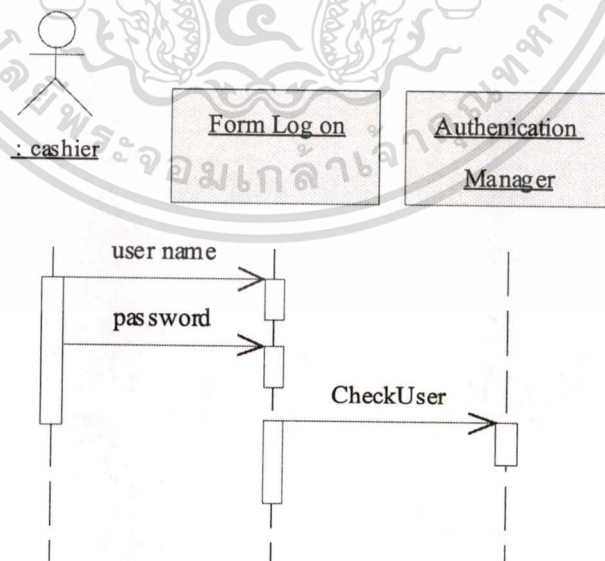 : cashier
Form Log on
Authenication
Manager
user name
password
CheckUser